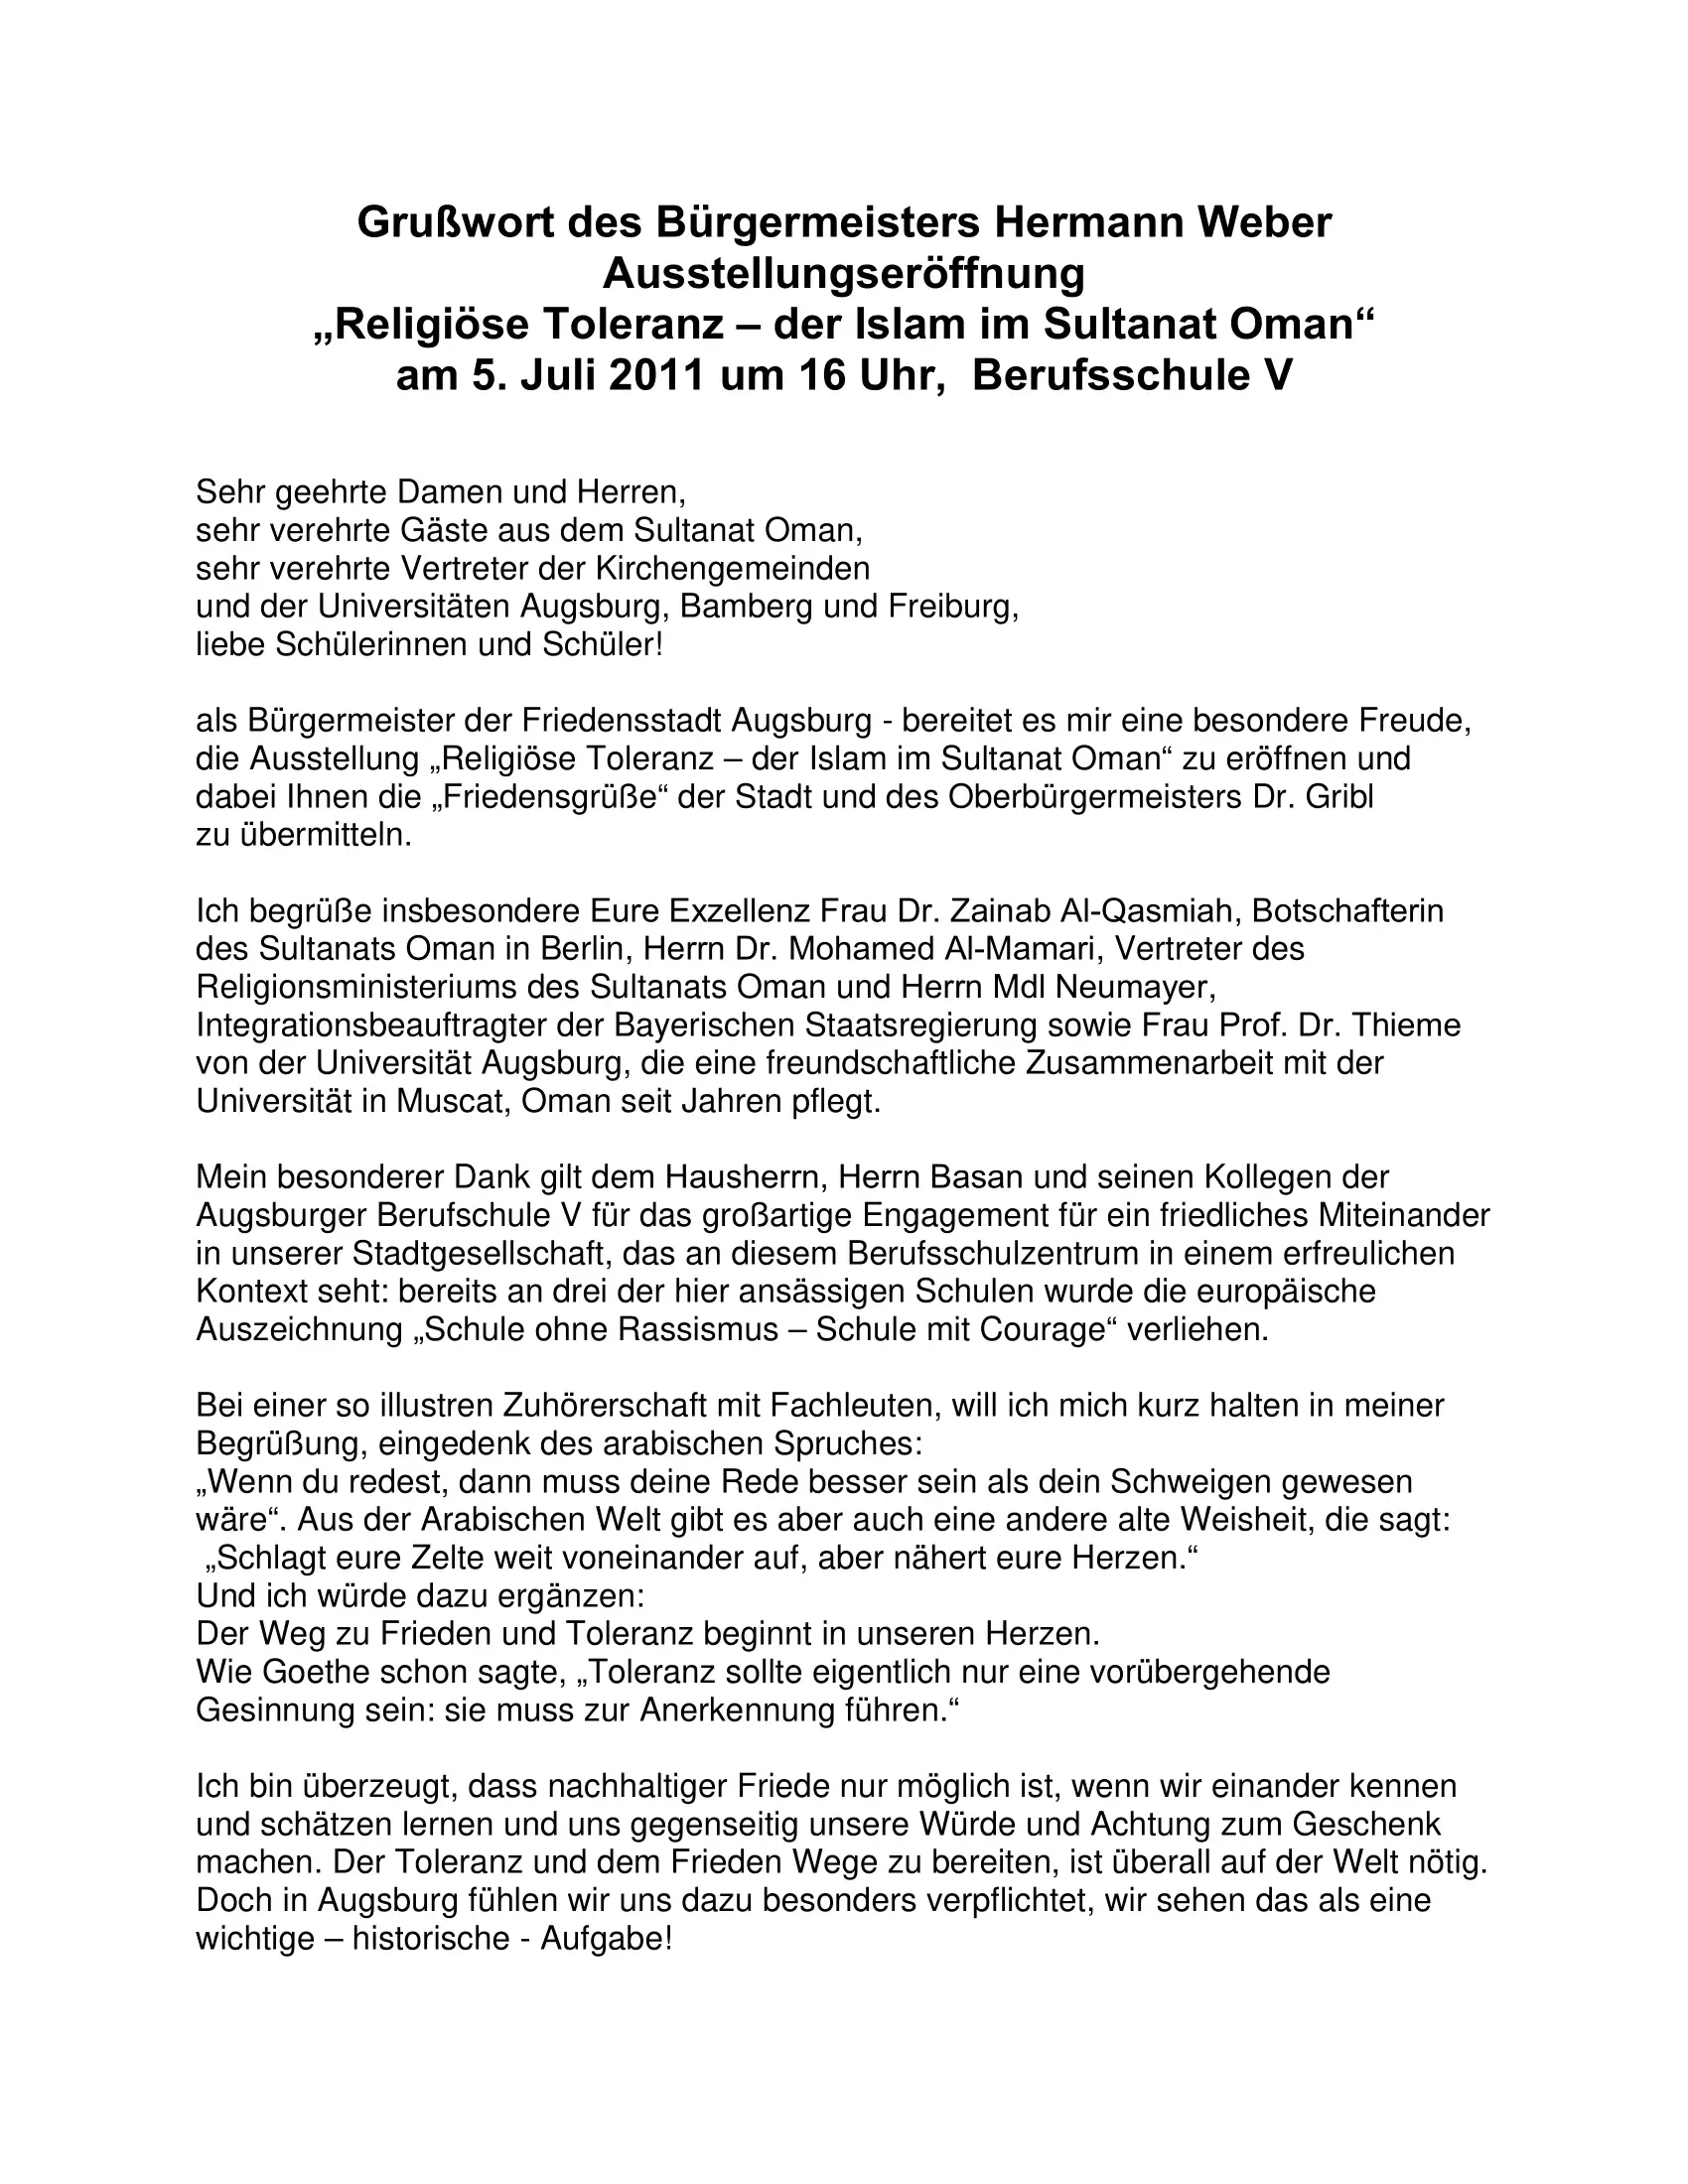 Grußwort des Bürgermeisters Hermann Weber
Ausstellungseröffnung
„Religiöse Toleranz – der Islam im Sultanat Oman“
am 5. Juli 2011 um 16 Uhr,  Berufsschule V
Sehr geehrte Damen und Herren,
sehr verehrte Gäste aus dem Sultanat Oman,
sehr verehrte Vertreter der Kirchengemeinden
und der Universitäten Augsburg, Bamberg und Freiburg,
liebe Schülerinnen und Schüler!
als Bürgermeister der Friedensstadt Augsburg - bereitet es mir eine besondere Freude,
die Ausstellung „Religiöse Toleranz – der Islam im Sultanat Oman“ zu eröffnen und
dabei Ihnen die „Friedensgrüße“ der Stadt und des Oberbürgermeisters Dr. Gribl
zu übermitteln.
Ich begrüße insbesondere Eure Exzellenz Frau Dr. Zainab Al-Qasmiah, Botschafterin
des Sultanats Oman in Berlin, Herrn Dr. Mohamed Al-Mamari, Vertreter des
Religionsministeriums des Sultanats Oman und Herrn Mdl Neumayer,
Integrationsbeauftragter der Bayerischen Staatsregierung sowie Frau Prof. Dr. Thieme
von der Universität Augsburg, die eine freundschaftliche Zusammenarbeit mit der
Universität in Muscat, Oman seit Jahren pflegt.
Mein besonderer Dank gilt dem Hausherrn, Herrn Basan und seinen Kollegen der
Augsburger Berufschule V für das großartige Engagement für ein friedliches Miteinander
in unserer Stadtgesellschaft, das an diesem Berufsschulzentrum in einem erfreulichen
Kontext seht: bereits an drei der hier ansässigen Schulen wurde die europäische
Auszeichnung „Schule ohne Rassismus – Schule mit Courage“ verliehen.
Bei einer so illustren Zuhörerschaft mit Fachleuten, will ich mich kurz halten in meiner
Begrüßung, eingedenk des arabischen Spruches:
„Wenn du redest, dann muss deine Rede besser sein als dein Schweigen gewesen
wäre“. Aus der Arabischen Welt gibt es aber auch eine andere alte Weisheit, die sagt:
„Schlagt eure Zelte weit voneinander auf, aber nähert eure Herzen.“
Und ich würde dazu ergänzen:
Der Weg zu Frieden und Toleranz beginnt in unseren Herzen.
Wie Goethe schon sagte, „Toleranz sollte eigentlich nur eine vorübergehende
Gesinnung sein: sie muss zur Anerkennung führen.“
Ich bin überzeugt, dass nachhaltiger Friede nur möglich ist, wenn wir einander kennen
und schätzen lernen und uns gegenseitig unsere Würde und Achtung zum Geschenk
machen. Der Toleranz und dem Frieden Wege zu bereiten, ist überall auf der Welt nötig.
Doch in Augsburg fühlen wir uns dazu besonders verpflichtet, wir sehen das als eine
wichtige – historische - Aufgabe!